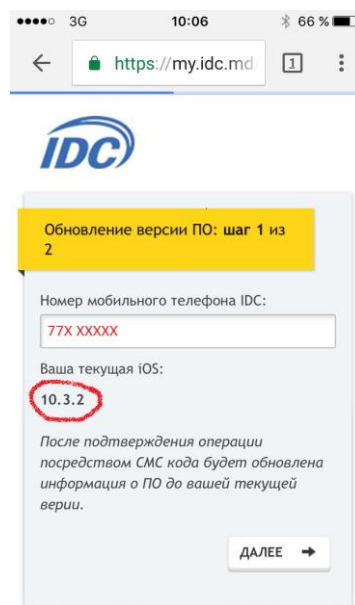 3G 10:06 66 %
https://my.idc.md 1
IDC
Обновление версии ПО: шаг 1 из
2
Номер мобильного телефона IDC:
77X XXXXX
Ваша текущая iOS:
10.3.2
После подтверждения операции
посредством СМС кода будет обновлена
информация о ПО до вашей текущей
верии.
ДАЛЕЕ →